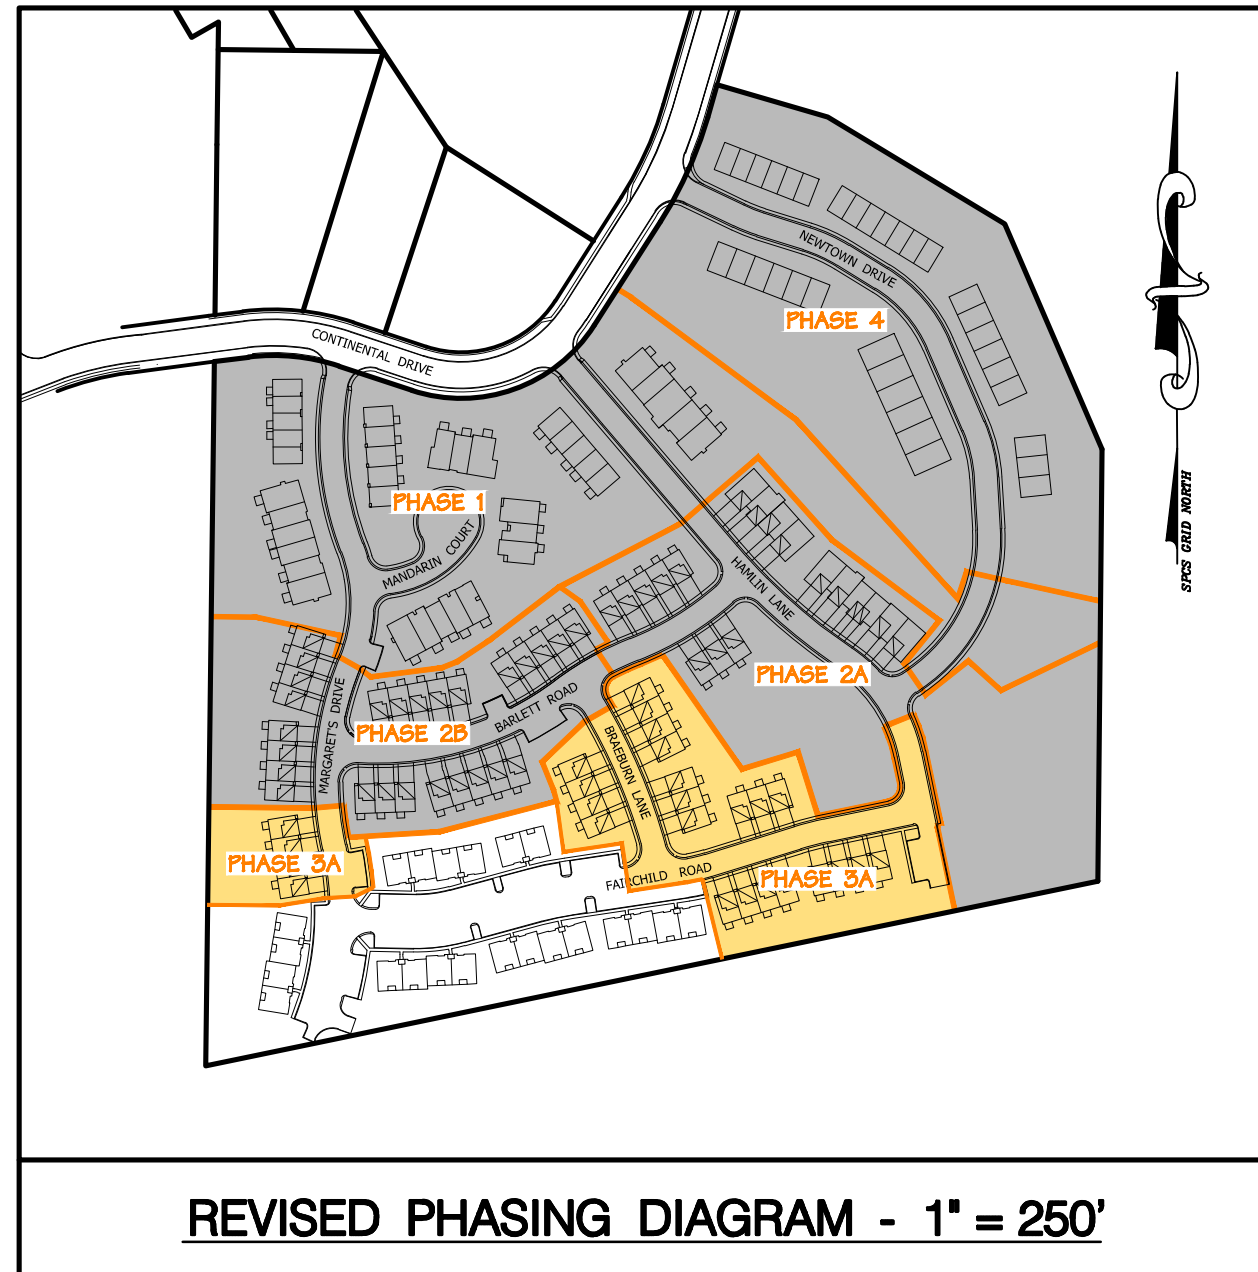 NEWTOWN DRIVE
PHASE 4
CONTINENTAL DRIVE
SPCS GRID NORTH
PHASE 1
MANDARIN COURT
HAMLIN LANE
PHASE 2A
MARGARET'S DRIVE
BARLETT ROAD
PHASE 2B
BRAEBURN LANE
PHASE 3A
FAIRCHILD ROAD
PHASE 3A
REVISED PHASING DIAGRAM - 1" = 250'